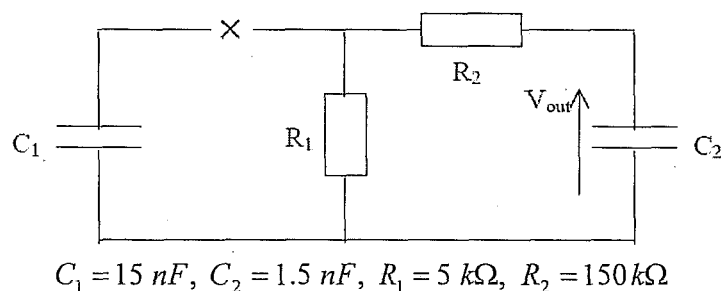 R₂
V_out
C₁
R₁
C₂
C₁ = 15 nF, C₂ = 1.5 nF, R₁ = 5 kΩ, R₂ = 150 kΩ